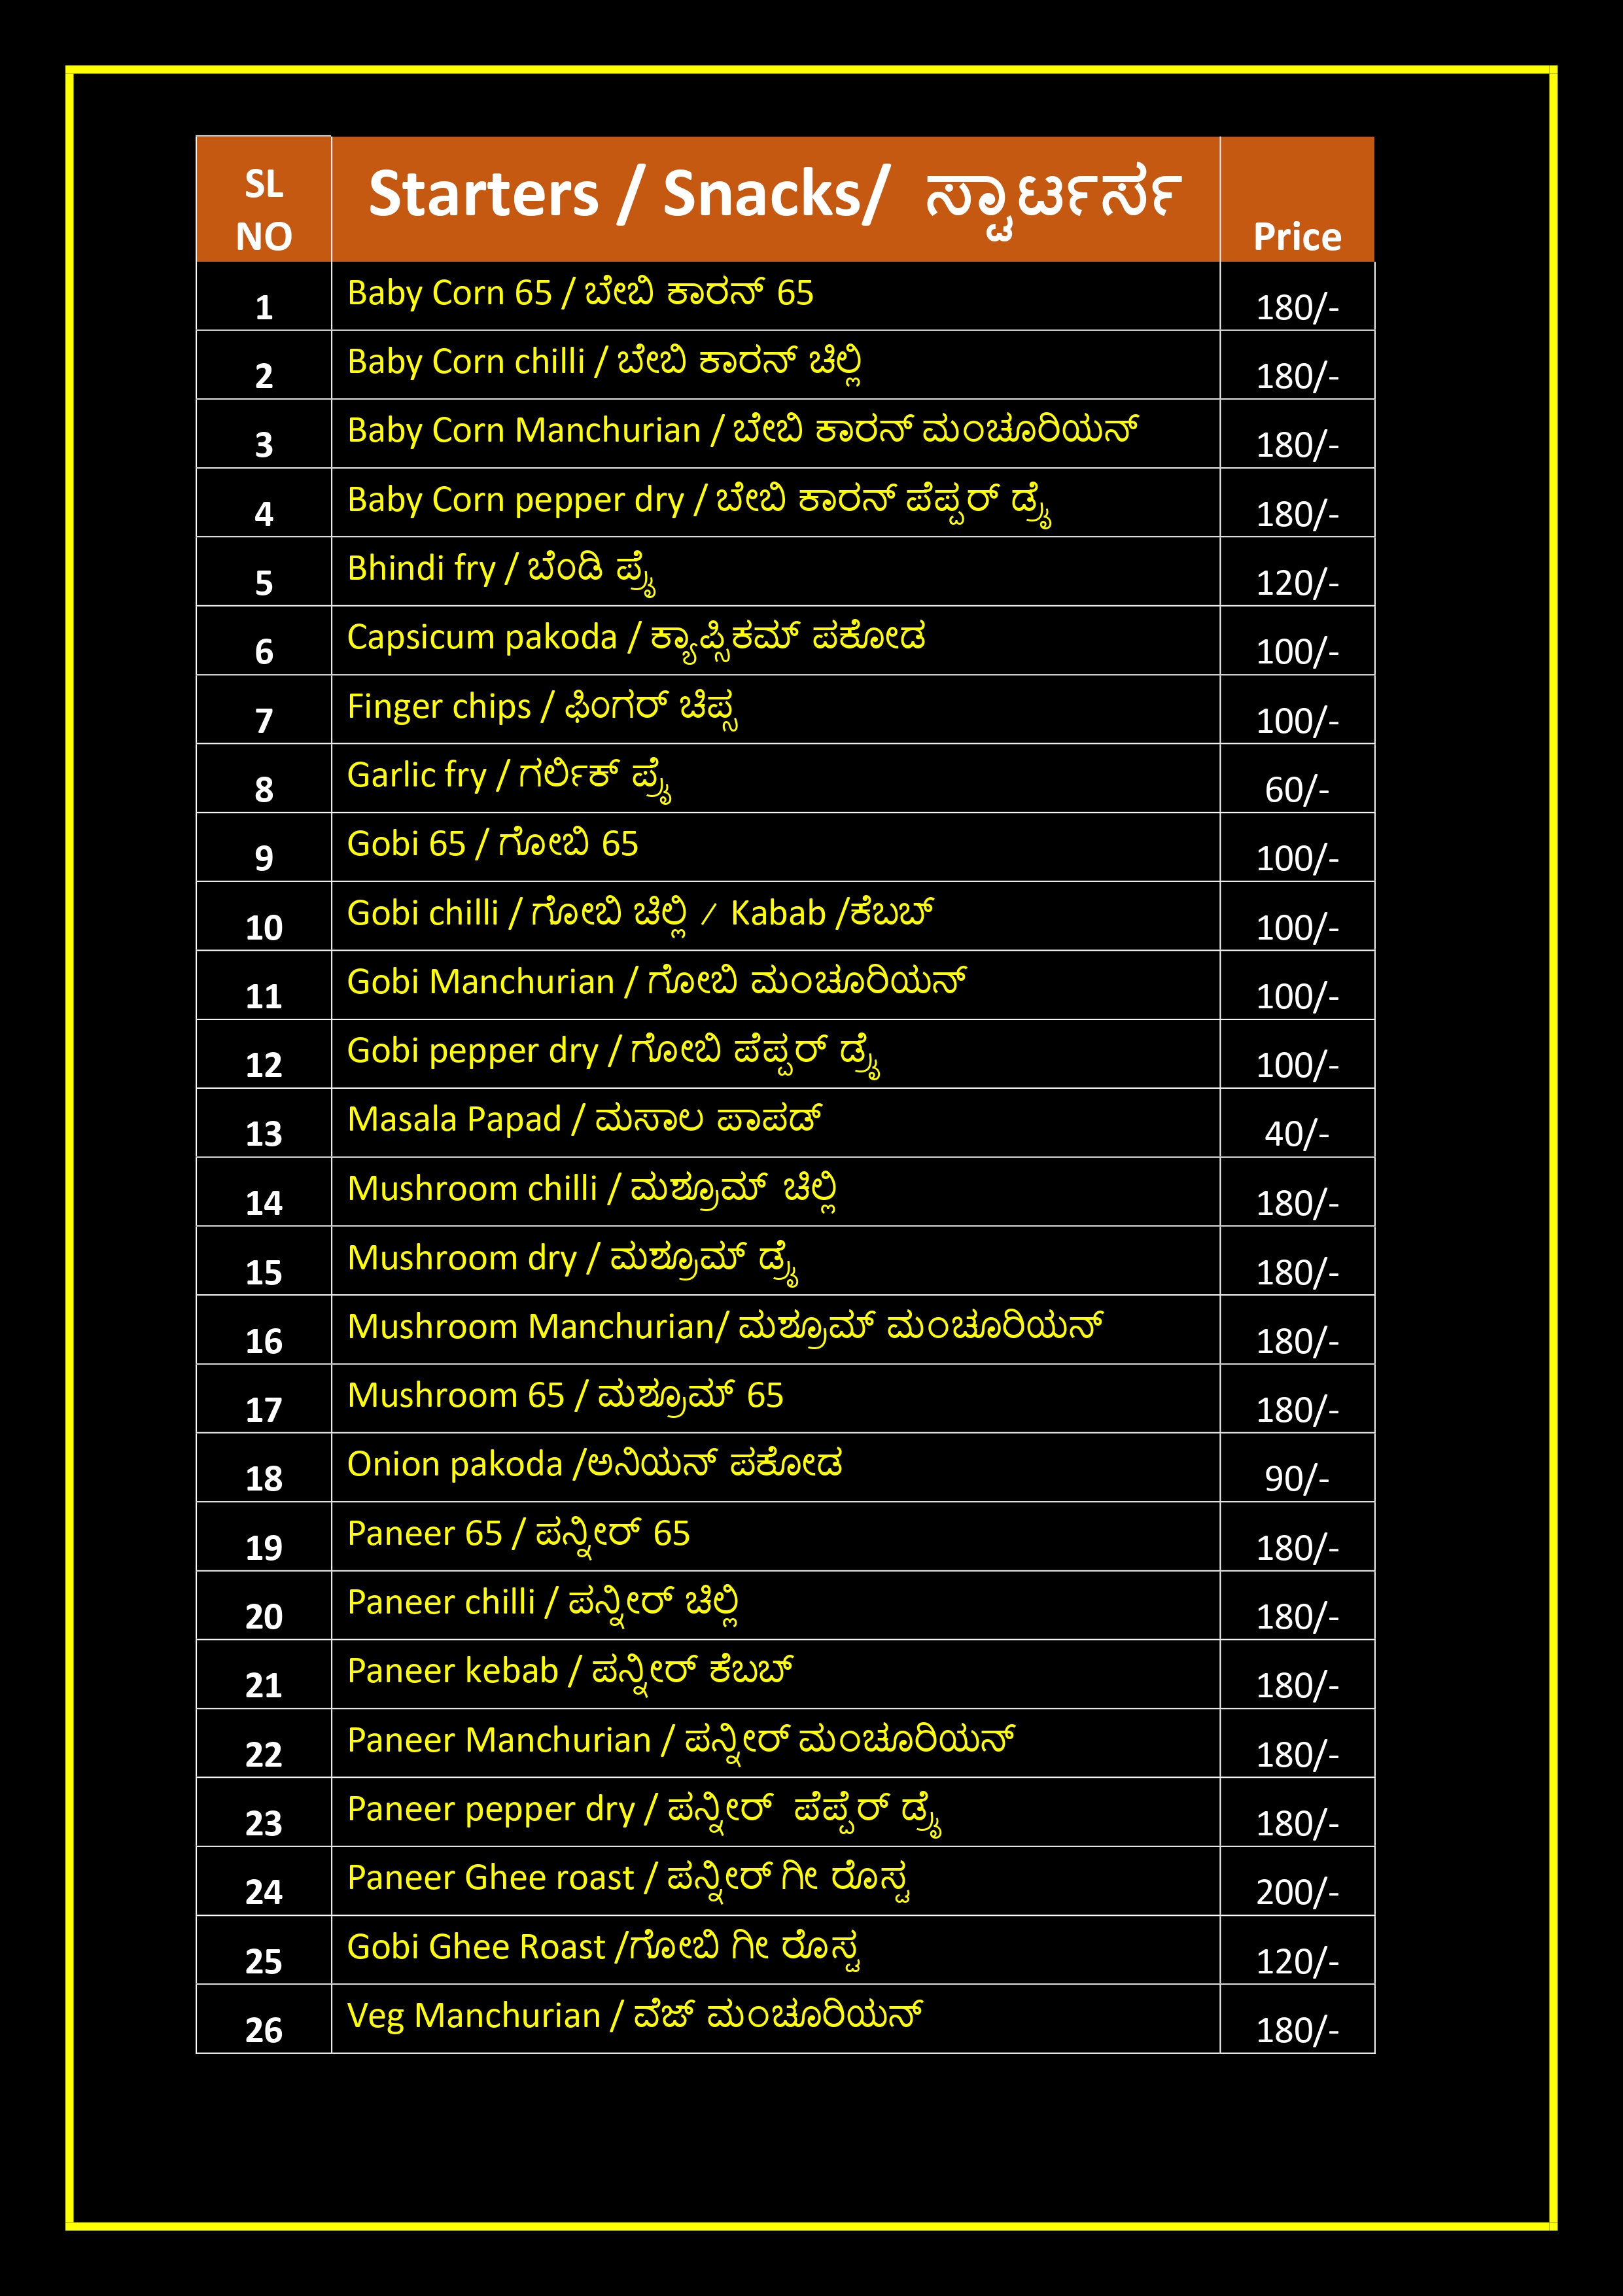 SL NO Starters / Snacks/ ಸ್ಟಾರ್ಟರ್ಸ Price
1 Baby Corn 65 / ಬೇಬಿ ಕಾರನ್ 65 180/-
2 Baby Corn chilli / ಬೇಬಿ ಕಾರನ್ ಚಿಲ್ಲಿ 180/-
3 Baby Corn Manchurian / ಬೇಬಿ ಕಾರನ್ ಮಂಚೂರಿಯನ್ 180/-
4 Baby Corn pepper dry / ಬೇಬಿ ಕಾರನ್ ಪೆಪ್ಪರ್ ಡ್ರೈ 180/-
5 Bhindi fry / ಬೆಂಡಿ ಪ್ರೈ 120/-
6 Capsicum pakoda / ಕ್ಯಾಪ್ಸಿಕಮ್ ಪಕೋಡ 100/-
7 Finger chips / ಫಿಂಗರ್ ಚಿಪ್ಸ 100/-
8 Garlic fry / ಗರ್ಲಿಕ್ ಪ್ರೈ 60/-
9 Gobi 65 / ಗೋಬಿ 65 100/-
10 Gobi chilli / ಗೋಬಿ ಚಿಲ್ಲಿ / Kabab /ಕೆಬಬ್ 100/-
11 Gobi Manchurian / ಗೋಬಿ ಮಂಚೂರಿಯನ್ 100/-
12 Gobi pepper dry / ಗೋಬಿ ಪೆಪ್ಪರ್ ಡ್ರೈ 100/-
13 Masala Papad / ಮಸಾಲ ಪಾಪಡ್ 40/-
14 Mushroom chilli / ಮಶ್ರೂಮ್ ಚಿಲ್ಲಿ 180/-
15 Mushroom dry / ಮಶ್ರೂಮ್ ಡ್ರೈ 180/-
16 Mushroom Manchurian/ ಮಶ್ರೂಮ್ ಮಂಚೂರಿಯನ್ 180/-
17 Mushroom 65 / ಮಶ್ರೂಮ್ 65 180/-
18 Onion pakoda /ಅನಿಯನ್ ಪಕೋಡ 90/-
19 Paneer 65 / ಪನ್ನೀರ್ 65 180/-
20 Paneer chilli / ಪನ್ನೀರ್ ಚಿಲ್ಲಿ 180/-
21 Paneer kebab / ಪನ್ನೀರ್ ಕೆಬಬ್ 180/-
22 Paneer Manchurian / ಪನ್ನೀರ್ ಮಂಚೂರಿಯನ್ 180/-
23 Paneer pepper dry / ಪನ್ನೀರ್ ಪೆಪ್ಪೆರ್ ಡ್ರೈ 180/-
24 Paneer Ghee roast / ಪನ್ನೀರ್ ಗೀ ರೊಸ್ಟ 200/-
25 Gobi Ghee Roast /ಗೋಬಿ ಗೀ ರೊಸ್ಟ 120/-
26 Veg Manchurian / ವೆಜ್ ಮಂಚೂರಿಯನ್ 180/-